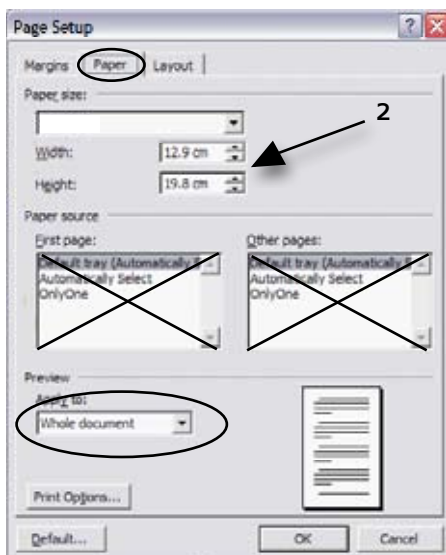 Page Setup
Margins Paper Layout
Paper size:
2
Width: 12.9 cm
Height: 19.8 cm
Paper source
First page: Other pages:
Default tray (Automatically S Default tray (Automatically S
Automatically Select Automatically Select
OnlyOne OnlyOne
Preview
Apply to:
Whole document
Print Options...
Default... OK Cancel